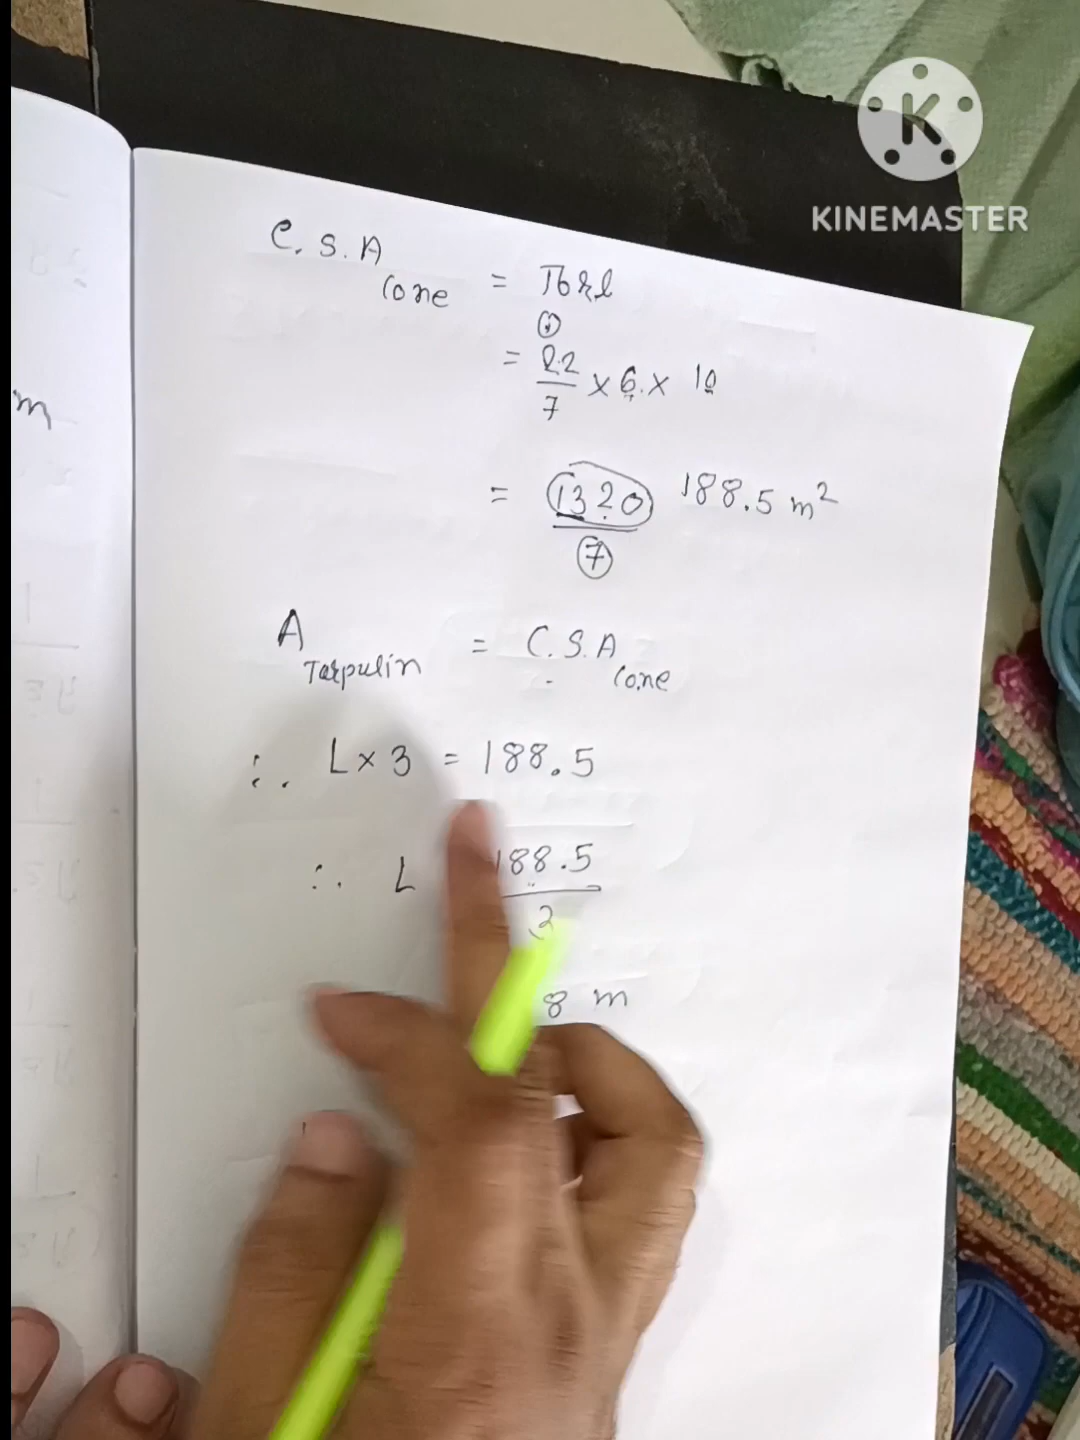 KINEMASTER
C.S.A cone = πrl
= 22/7 × 6 × 10
= 1320/7 188.5 m²
A Tarpulin = C.S.A cone
∴ L × 3 = 188.5
∴ L 188.5/3
8 m
m